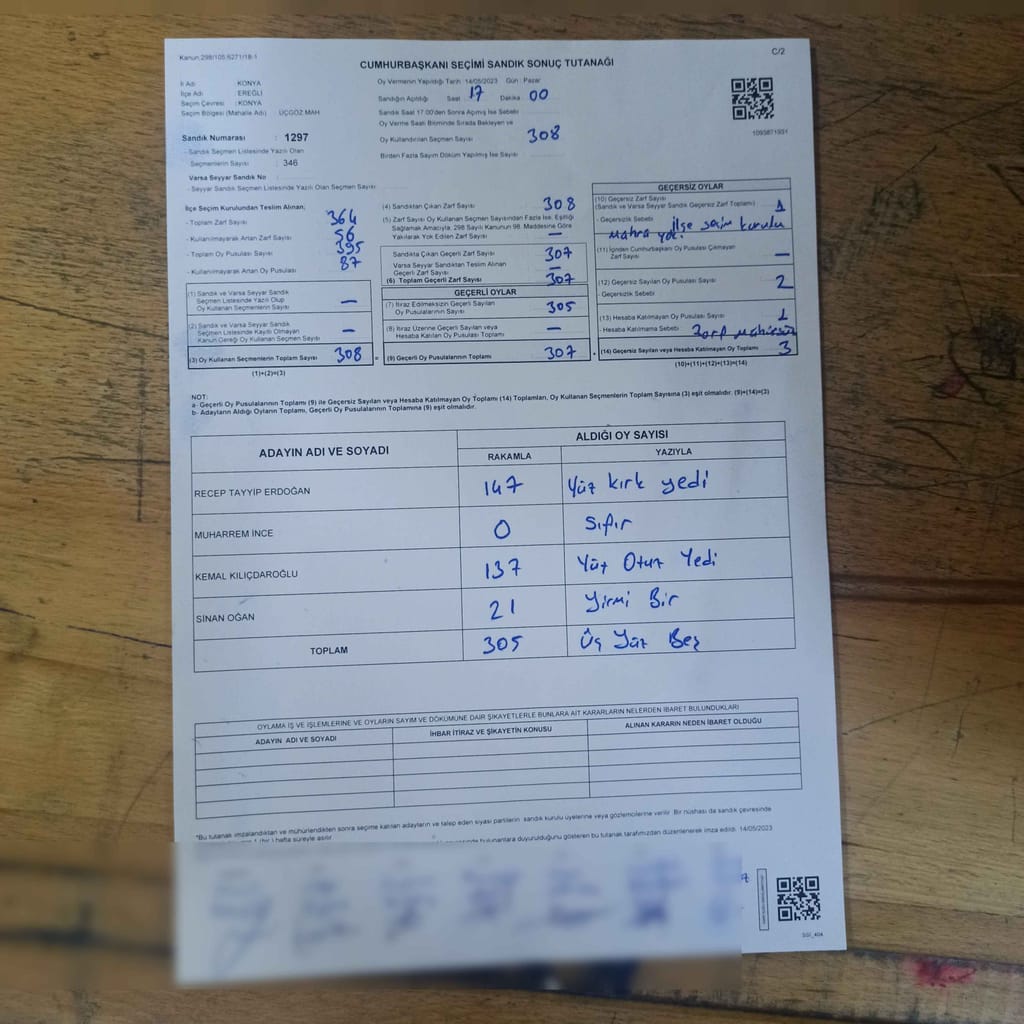 Kanun:298/105:6271/18-1
C/2
CUMHURBAŞKANI SEÇİMİ SANDIK SONUÇ TUTANAĞI
İl Adı : KONYA
İlçe Adı : EREĞLİ
Seçim Çevresi : KONYA
Seçim Bölgesi (Mahalle Adı) : ÜÇGÖZ MAH
Sandık Numarası : 1297
- Sandık Seçmen Listesinde Yazılı Olan
Seçmenlerin Sayısı : 346
Varsa Seyyar Sandık No
- Seyyar Sandık Seçmen Listesinde Yazılı Olan Seçmen Sayısı
Oy Vermenin Yapıldığı Tarih 14/05/2023 Gün : Pazar
Sandığın Açıldığı Saat 17 Dakika 00
Sandık Saat 17:00'den Sonra Açılmış İse Sebebi
Oy Verme Saati Bitiminde Sırada Bekleyen ve
Oy Kullandırılan Seçmen Sayısı 308
Birden Fazla Sayım Döküm Yapılmış İse Sayısı
1093871931
İlçe Seçim Kurulundan Teslim Alınan;
- Toplam Zarf Sayısı 364
- Kullanılmayarak Artan Zarf Sayısı 56
- Toplam Oy Pusulası Sayısı 395
- Kullanılmayarak Artan Oy Pusulası 87
(1) Sandık ve Varsa Seyyar Sandık
Seçmen Listesinde Yazılı Olup
Oy Kullanan Seçmenlerin Sayısı —
(2) Sandık ve Varsa Seyyar Sandık
Seçmen Listesinde Kayıtlı Olmayan
Kanun Gereği Oy Kullanan Seçmen Sayısı —
(3) Oy Kullanan Seçmenlerin Toplam Sayısı 308 =
(1)+(2)=(3)
(4) Sandıktan Çıkan Zarf Sayısı 308
(5) Zarf Sayısı Oy Kullanan Seçmen Sayısından Fazla İse; Eşitliği
Sağlamak Amacıyla; 298 Sayılı Kanunun 98. Maddesine Göre
Yakılarak Yok Edilen Zarf Sayısı —
Sandıkta Çıkan Geçerli Zarf Sayısı 307
Varsa Seyyar Sandıktan Teslim Alınan
Geçerli Zarf Sayısı —
(6) Toplam Geçerli Zarf Sayısı 307
GEÇERLİ OYLAR
(7) İtiraz Edilmeksizin Geçerli Sayılan
Oy Pusulalarının Sayısı 305
(8) İtiraz Üzerine Geçerli Sayılan veya
Hesaba Katılan Oy Pusulası Toplamı —
(9) Geçerli Oy Pusulalarının Toplamı 307 +
GEÇERSİZ OYLAR
(10) Geçersiz Zarf Sayısı
(Sandık ve Varsa Seyyar Sandık Geçersiz Zarf Toplamı) 1
- Geçersizlik Sebebi ilçe seçim kurulu
(11) İçinden Cumhurbaşkanı Oy Pusulası Çıkmayan
Zarf Sayısı —
(12) Geçersiz Sayılan Oy Pusulası Sayısı 2
- Geçersizlik Sebebi
(13) Hesaba Katılmayan Oy Pusulası Sayısı 1
- Hesaba Katılmama Sebebi
(14) Geçersiz Sayılan veya Hesaba Katılmayan Oy Toplamı 3
(10)+(11)+(12)+(13)=(14)
NOT:
a- Geçerli Oy Pusulalarının Toplamı (9) ile Geçersiz Sayılan veya Hesaba Katılmayan Oy Toplamı (14) Toplamları, Oy Kullanan Seçmenlerin Toplam Sayısına (3) eşit olmalıdır. (9)+(14)=(3)
b- Adayların Aldığı Oyların Toplamı, Geçerli Oy Pusulalarının Toplamına (9) eşit olmalıdır.
ADAYIN ADI VE SOYADI
ALDIĞI OY SAYISI
RAKAMLA YAZIYLA
RECEP TAYYİP ERDOĞAN 147 Yüz kırk yedi
MUHARREM İNCE 0 Sıfır
KEMAL KILIÇDAROĞLU 137 Yüz Otuz Yedi
SİNAN OĞAN 21 Yirmi Bir
TOPLAM 305 Üç Yüz Beş
OYLAMA İŞ VE İŞLEMLERİNE VE OYLARIN SAYIM VE DÖKÜMÜNE DAİR ŞİKAYETLERLE BUNLARA AİT KARARLARIN NELERDEN İBARET BULUNDUKLARI
ADAYIN ADI VE SOYADI İHBAR İTİRAZ VE ŞİKAYETİN KONUSU ALINAN KARARIN NEDEN İBARET OLDUĞU
*Bu tutanak imzalandıktan ve mühürlendikten sonra seçime katılan adayların ve talep eden siyasi partilerin sandık kurulu üyelerine veya gözlemcilerine verilir. Bir nüshası da sandık çevresinde
1 (bir) hafta süreyle asılır. bulunanlara duyurulduğunu gösteren bu tutanak tarafımızdan düzenlenerek imza edildi. 14/05/2023